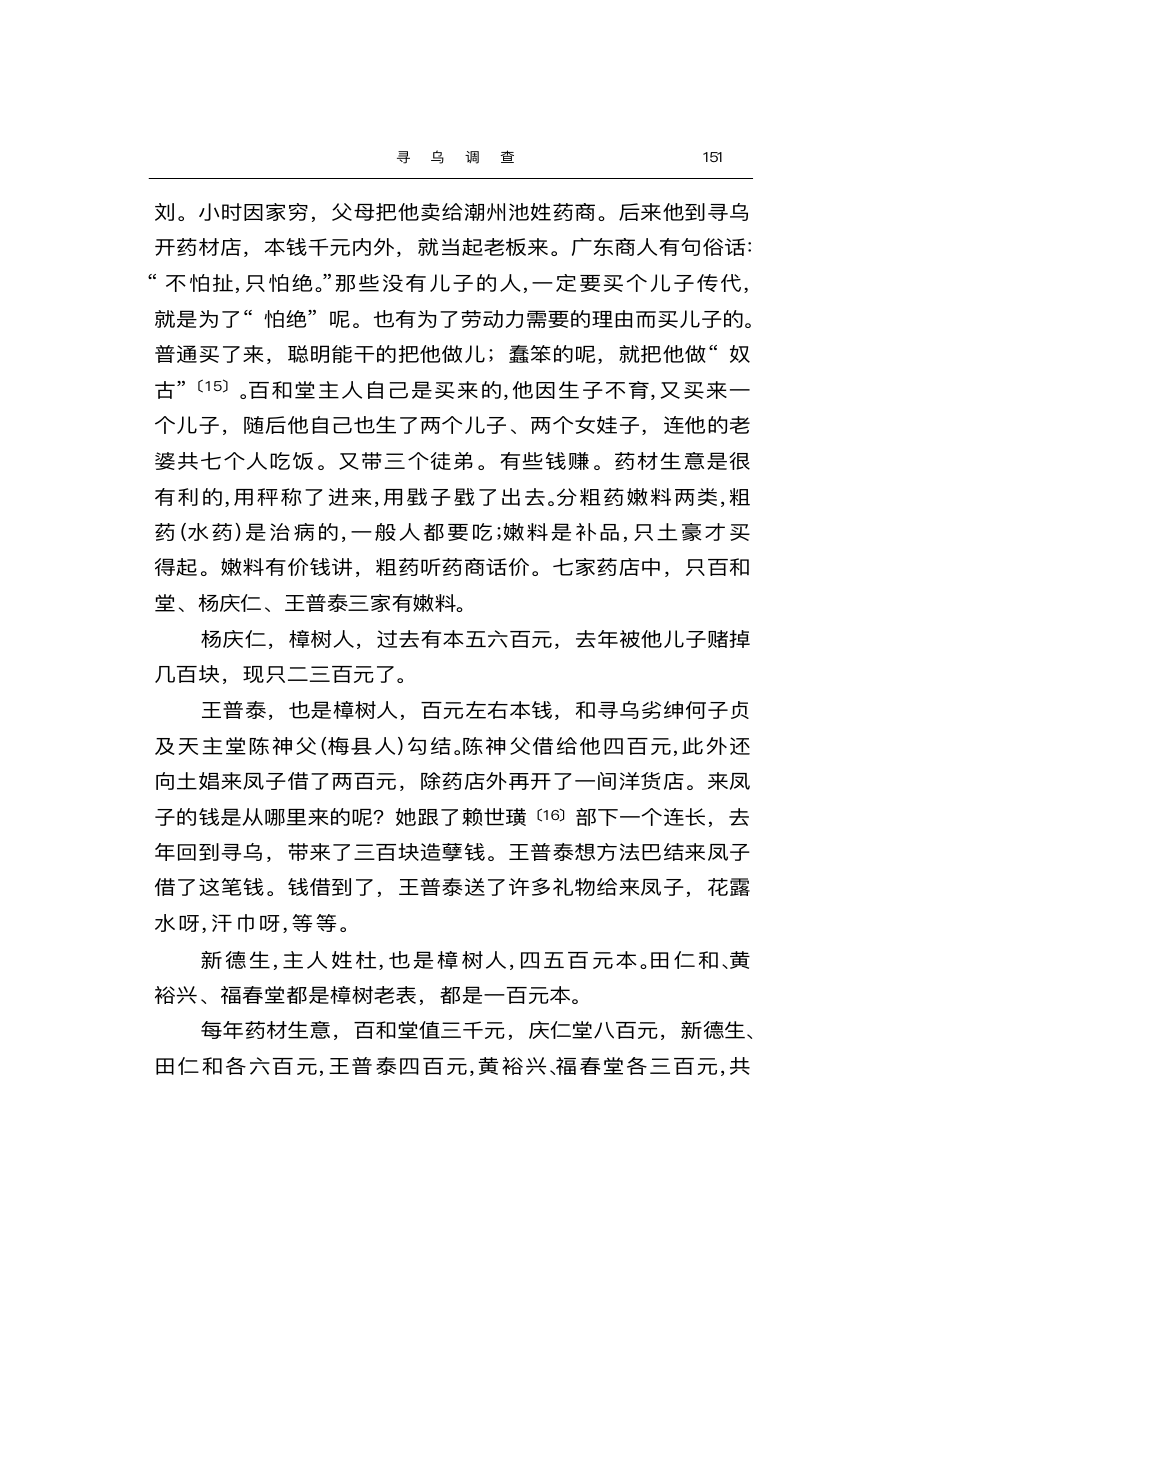 寻 乌 调 查 151
刘。小时因家穷，父母把他卖给潮州池姓药商。后来他到寻乌
开药材店，本钱千元内外，就当起老板来。广东商人有句俗话：
“不怕扯，只怕绝。”那些没有儿子的人，一定要买个儿子传代，
就是为了“怕绝”呢。也有为了劳动力需要的理由而买儿子的。
普通买了来，聪明能干的把他做儿；蠢笨的呢，就把他做“奴
古”〔15〕。百和堂主人自己是买来的，他因生子不育，又买来一
个儿子，随后他自己也生了两个儿子、两个女娃子，连他的老
婆共七个人吃饭。又带三个徒弟。有些钱赚。药材生意是很
有利的，用秤称了进来，用戥子戥了出去。分粗药嫩料两类，粗
药（水药）是治病的，一般人都要吃；嫩料是补品，只土豪才买
得起。嫩料有价钱讲，粗药听药商话价。七家药店中，只百和
堂、杨庆仁、王普泰三家有嫩料。
杨庆仁，樟树人，过去有本五六百元，去年被他儿子赌掉
几百块，现只二三百元了。
王普泰，也是樟树人，百元左右本钱，和寻乌劣绅何子贞
及天主堂陈神父（梅县人）勾结。陈神父借给他四百元，此外还
向土娼来凤子借了两百元，除药店外再开了一间洋货店。来凤
子的钱是从哪里来的呢？她跟了赖世璜〔16〕部下一个连长，去
年回到寻乌，带来了三百块造孽钱。王普泰想方法巴结来凤子
借了这笔钱。钱借到了，王普泰送了许多礼物给来凤子，花露
水呀，汗巾呀，等等。
新德生，主人姓杜，也是樟树人，四五百元本。田仁和、黄
裕兴、福春堂都是樟树老表，都是一百元本。
每年药材生意，百和堂值三千元，庆仁堂八百元，新德生、
田仁和各六百元，王普泰四百元，黄裕兴、福春堂各三百元，共